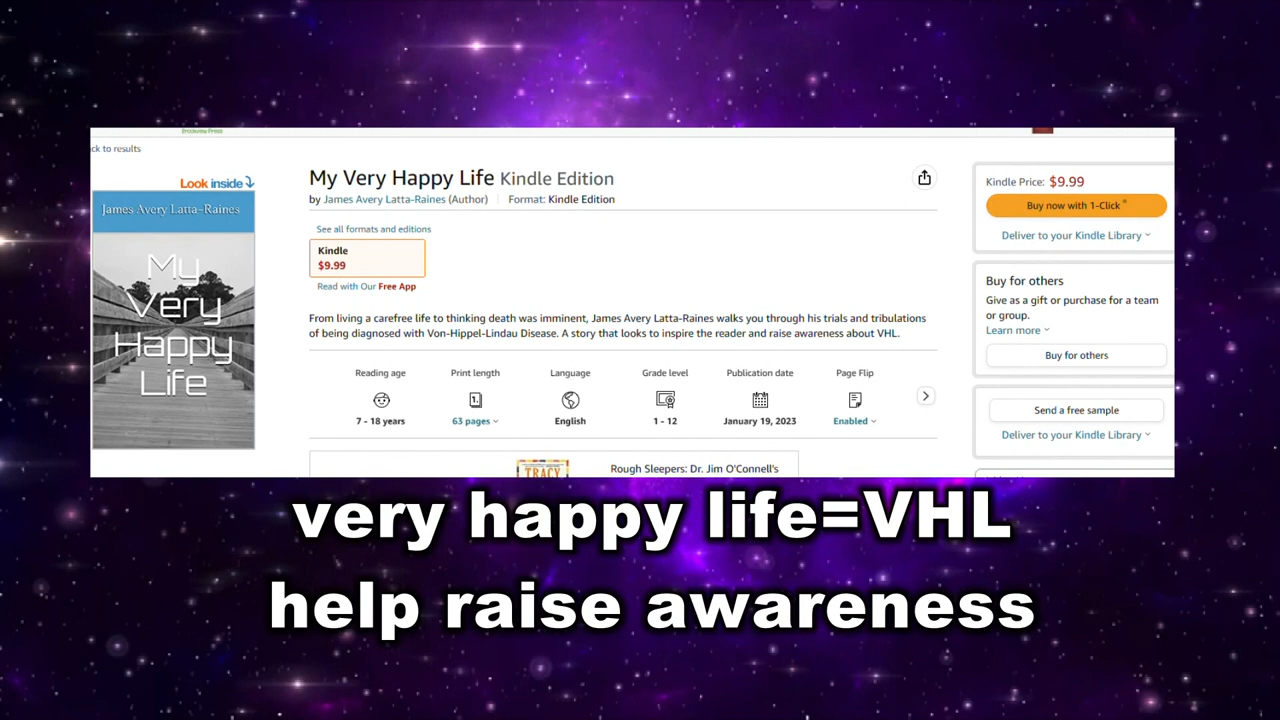 Brookview Prints
ck to results
Look inside
James Avery Latta-Raines
My
Very
Happy
Life
My Very Happy Life Kindle Edition
by James Avery Latta-Raines (Author) Format: Kindle Edition
See all formats and editions
Kindle
$9.99
Read with Our Free App
From living a carefree life to thinking death was imminent, James Avery Latta-Raines walks you through his trials and tribulations
of being diagnosed with Von-Hippel-Lindau Disease. A story that looks to inspire the reader and raise awareness about VHL.
Reading age
7 - 18 years
Print length
1.
63 pages
Language
English
Grade level
1 - 12
Publication date
January 19, 2023
Page Flip
Enabled
TRACY
Rough Sleepers: Dr. Jim O'Connell's
Kindle Price: $9.99
Buy now with 1-Click ®
Deliver to your Kindle Library
Buy for others
Give as a gift or purchase for a team
or group.
Learn more
Buy for others
Send a free sample
Deliver to your Kindle Library
very happy life=VHL
help raise awareness